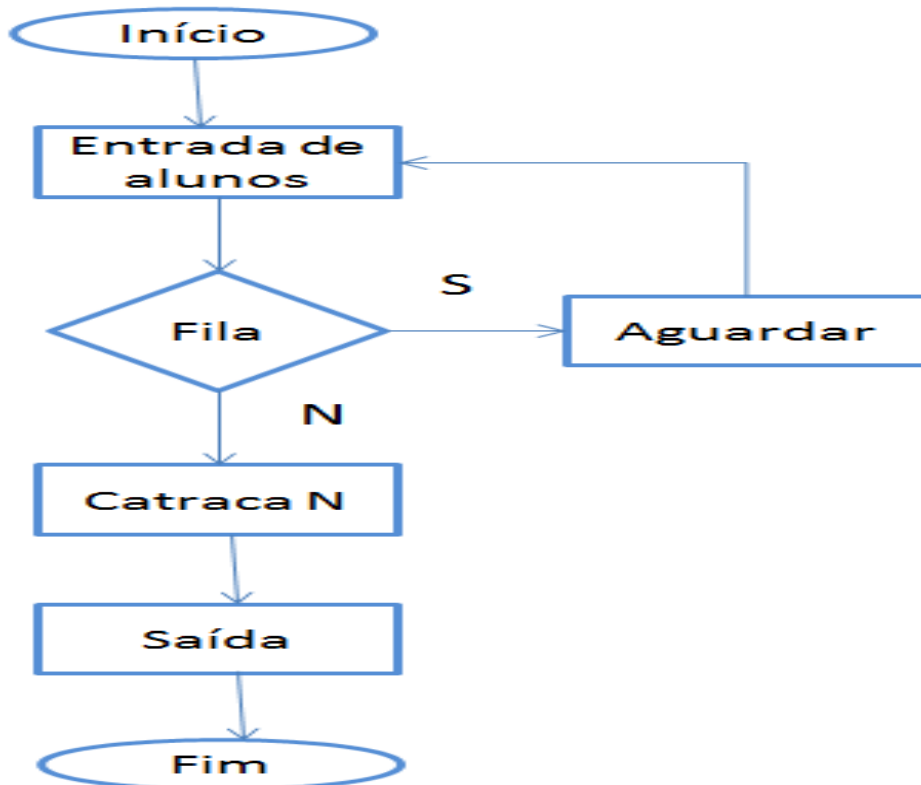 Início
Entrada de
alunos
S
Fila
Aguardar
N
Catraca N
Saída
Fim